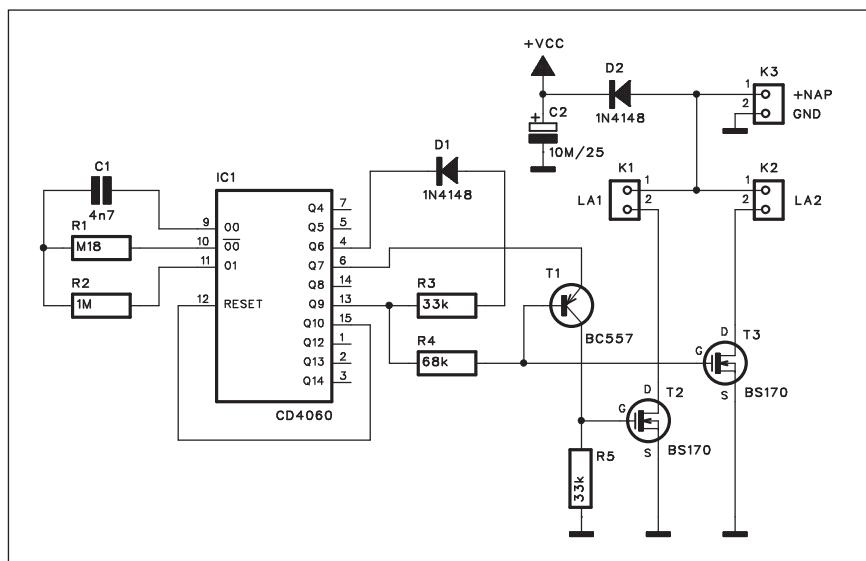 +VCC
D2
1N4148
K3
1
2
+NAP
GND
C2
+
10M/25
K1
1
2
LA1
K2
1
2
LA2
C1
4n7
R1
M18
R2
1M
IC1
9
10
11
12
O0
O0
O1
RESET
Q4
Q5
Q6
Q7
Q8
Q9
Q10
Q12
Q13
Q14
7
5
4
6
14
13
15
1
2
3
CD4060
D1
1N4148
R3
33k
R4
68k
T1
BC557
T3
D
G
S
BS170
T2
D
G
S
BS170
R5
33k